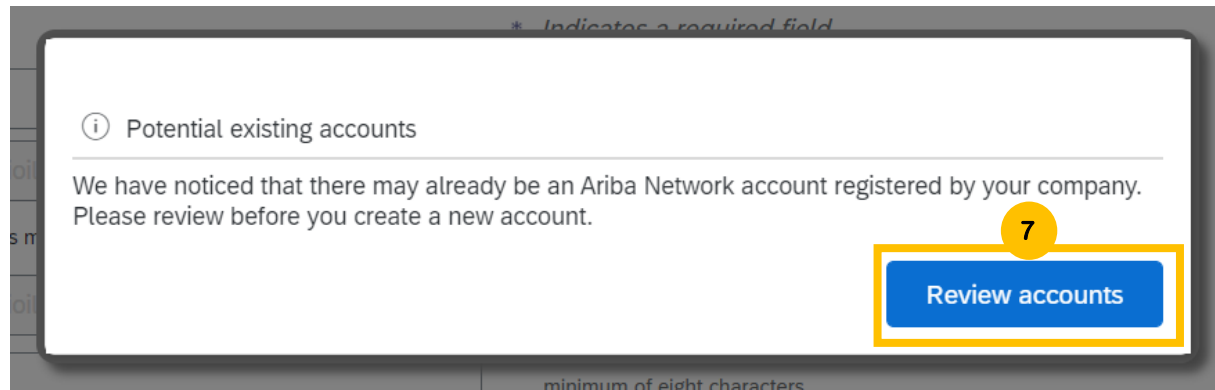 * Indicates a required field
Potential existing accounts
We have noticed that there may already be an Ariba Network account registered by your company.
Please review before you create a new account.
7
Review accounts
minimum of eight characters